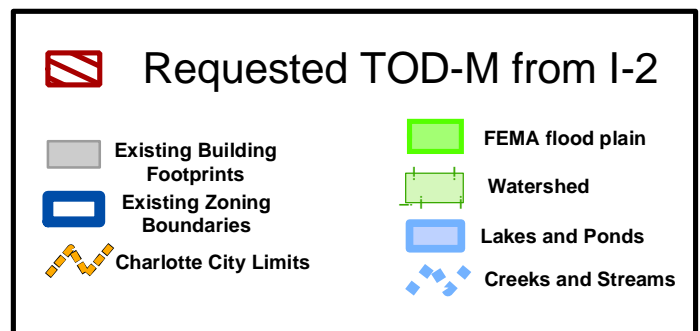 Requested TOD-M from I-2
Existing Building
Footprints
Existing Zoning
Boundaries
Charlotte City Limits
FEMA flood plain
Watershed
Lakes and Ponds
Creeks and Streams